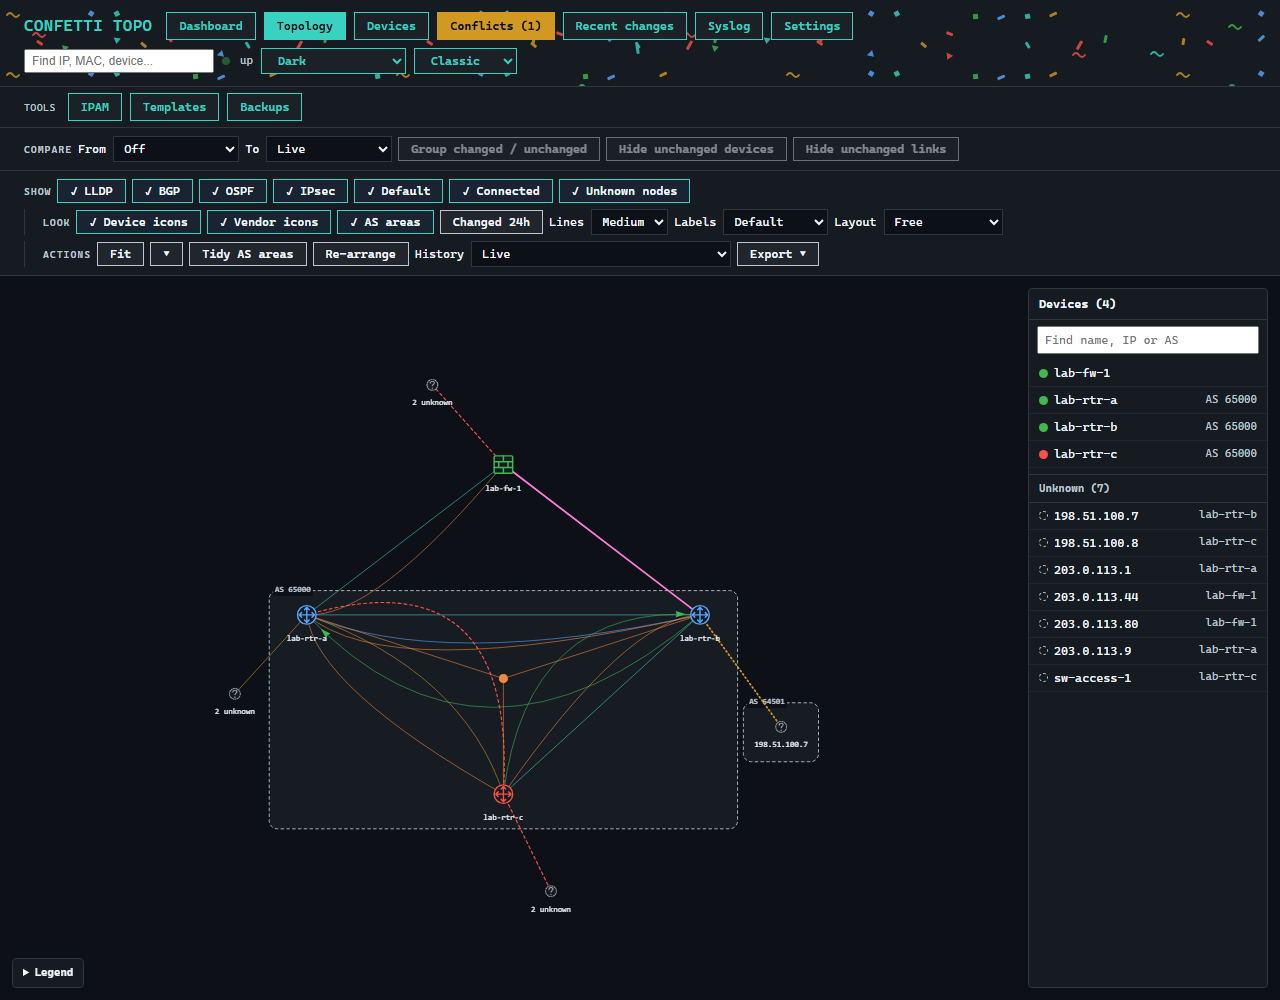 CONFETTI TOPO Dashboard Topology Devices Conflicts (1) Recent changes Syslog Settings
Find IP, MAC, device... up Dark Classic
TOOLS IPAM Templates Backups
COMPARE From Off To Live Group changed / unchanged Hide unchanged devices Hide unchanged links
SHOW ✓ LLDP ✓ BGP ✓ OSPF ✓ IPsec ✓ Default ✓ Connected ✓ Unknown nodes
LOOK ✓ Device icons ✓ Vendor icons ✓ AS areas Changed 24h Lines Medium Labels Default Layout Free
ACTIONS Fit ▼ Tidy AS areas Re-arrange History Live Export ▼
2 unknown
lab-fw-1
AS 65000
lab-rtr-a
lab-rtr-b
2 unknown
AS 64501
198.51.100.7
lab-rtr-c
2 unknown
▶ Legend
Devices (4)
Find name, IP or AS
lab-fw-1
lab-rtr-a AS 65000
lab-rtr-b AS 65000
lab-rtr-c AS 65000
Unknown (7)
198.51.100.7 lab-rtr-b
198.51.100.8 lab-rtr-c
203.0.113.1 lab-rtr-a
203.0.113.44 lab-fw-1
203.0.113.80 lab-fw-1
203.0.113.9 lab-rtr-a
sw-access-1 lab-rtr-c